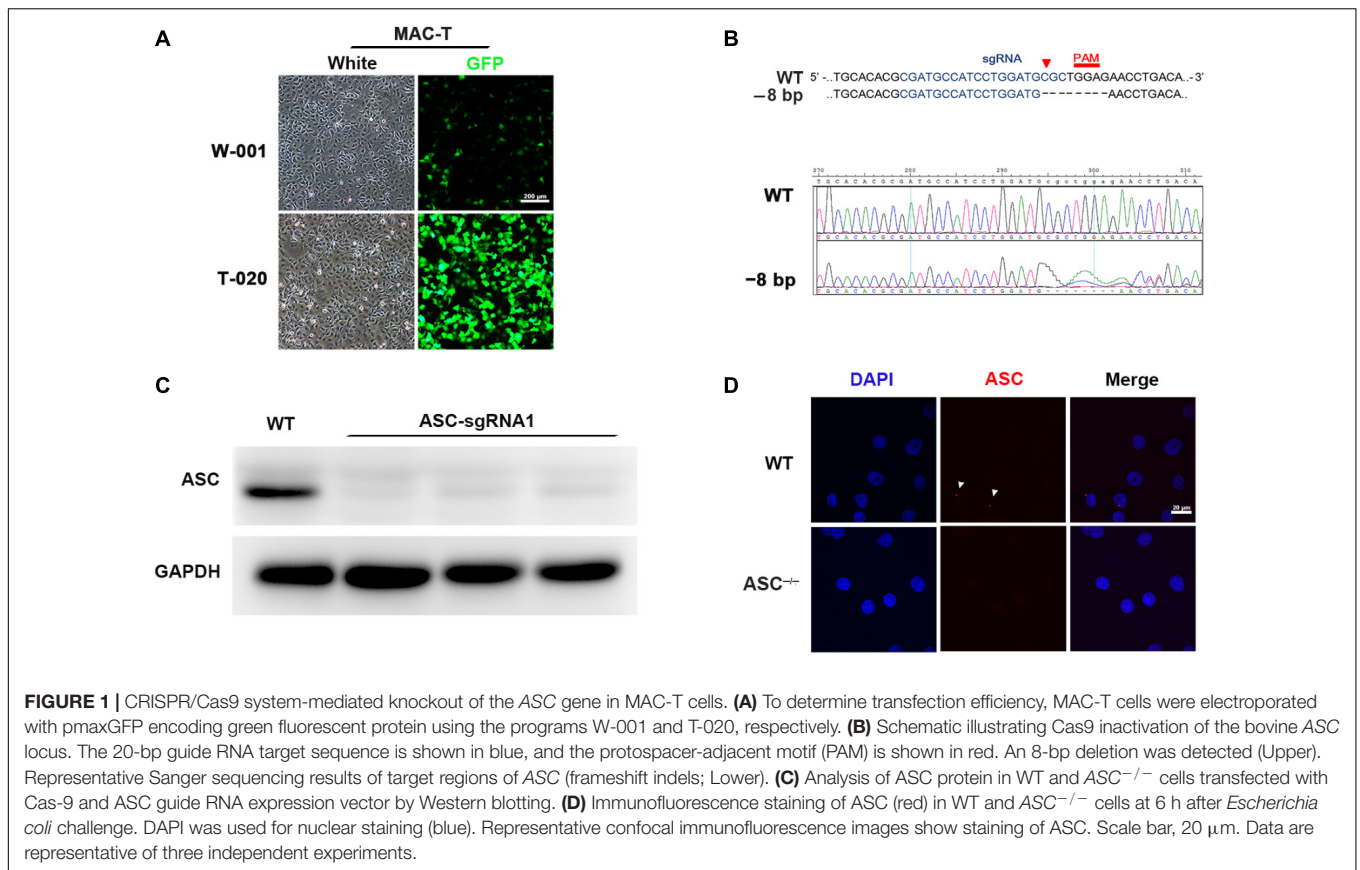 A
MAC-T
White GFP
W-001
200 µm
T-020
B
sgRNA PAM
WT 5' -..TGCACACGCGATGCCATCCTGGATGCGCTGGAGAACCTGACA..- 3'
−8 bp ..TGCACACGCGATGCCATCCTGGATG--------AACCTGACA..
270 280 290 300 310
T G C A C A C G C G A T G C C A T C C T G G A T G c g c t g g a g A A C C T G A C A
WT
T G C A C A C G C G A T G C C A T C C T G G A T G C G C T G G A G A A C C T G A C A
−8 bp
T G C A C A C G C G A T G C C A T C C T G G A T G - - - - - - - - A A C C T G A C A
C
WT ASC-sgRNA1
ASC
GAPDH
D
DAPI ASC Merge
WT
20 µm
ASC−/−
FIGURE 1 | CRISPR/Cas9 system-mediated knockout of the ASC gene in MAC-T cells. (A) To determine transfection efficiency, MAC-T cells were electroporated
with pmaxGFP encoding green fluorescent protein using the programs W-001 and T-020, respectively. (B) Schematic illustrating Cas9 inactivation of the bovine ASC
locus. The 20-bp guide RNA target sequence is shown in blue, and the protospacer-adjacent motif (PAM) is shown in red. An 8-bp deletion was detected (Upper).
Representative Sanger sequencing results of target regions of ASC (frameshift indels; Lower). (C) Analysis of ASC protein in WT and ASC−/− cells transfected with
Cas-9 and ASC guide RNA expression vector by Western blotting. (D) Immunofluorescence staining of ASC (red) in WT and ASC−/− cells at 6 h after Escherichia
coli challenge. DAPI was used for nuclear staining (blue). Representative confocal immunofluorescence images show staining of ASC. Scale bar, 20 µm. Data are
representative of three independent experiments.